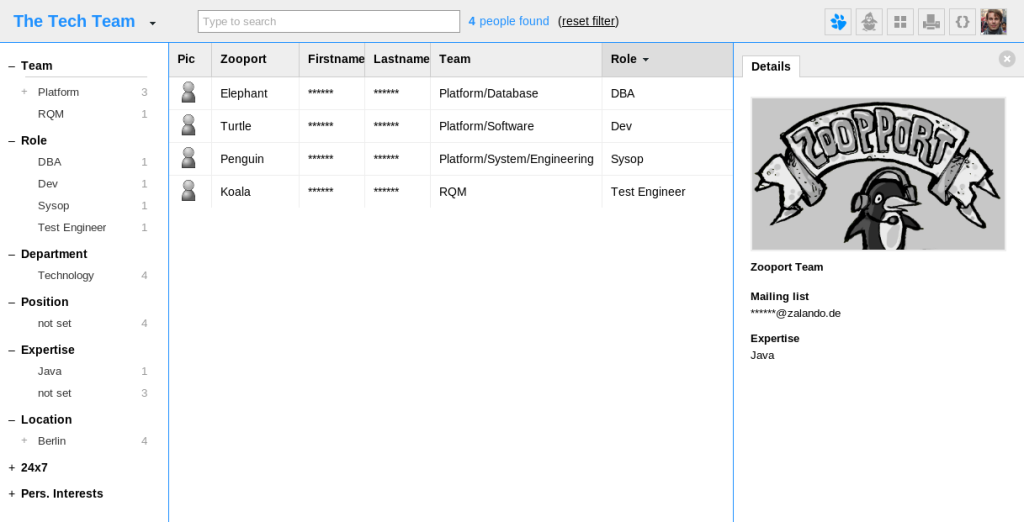 The Tech Team
Type to search
4 people found (reset filter)
– Team
+ Platform 3
RQM 1
– Role
DBA 1
Dev 1
Sysop 1
Test Engineer 1
– Department
Technology 4
– Position
not set 4
– Expertise
Java 1
not set 3
– Location
+ Berlin 4
+ 24x7
+ Pers. Interests
Pic Zooport Firstname Lastname Team Role
Elephant ****** ****** Platform/Database DBA
Turtle ****** ****** Platform/Software Dev
Penguin ****** ****** Platform/System/Engineering Sysop
Koala ****** ****** RQM Test Engineer
Details
ZOOPPORT
Zooport Team
Mailing list
******@zalando.de
Expertise
Java